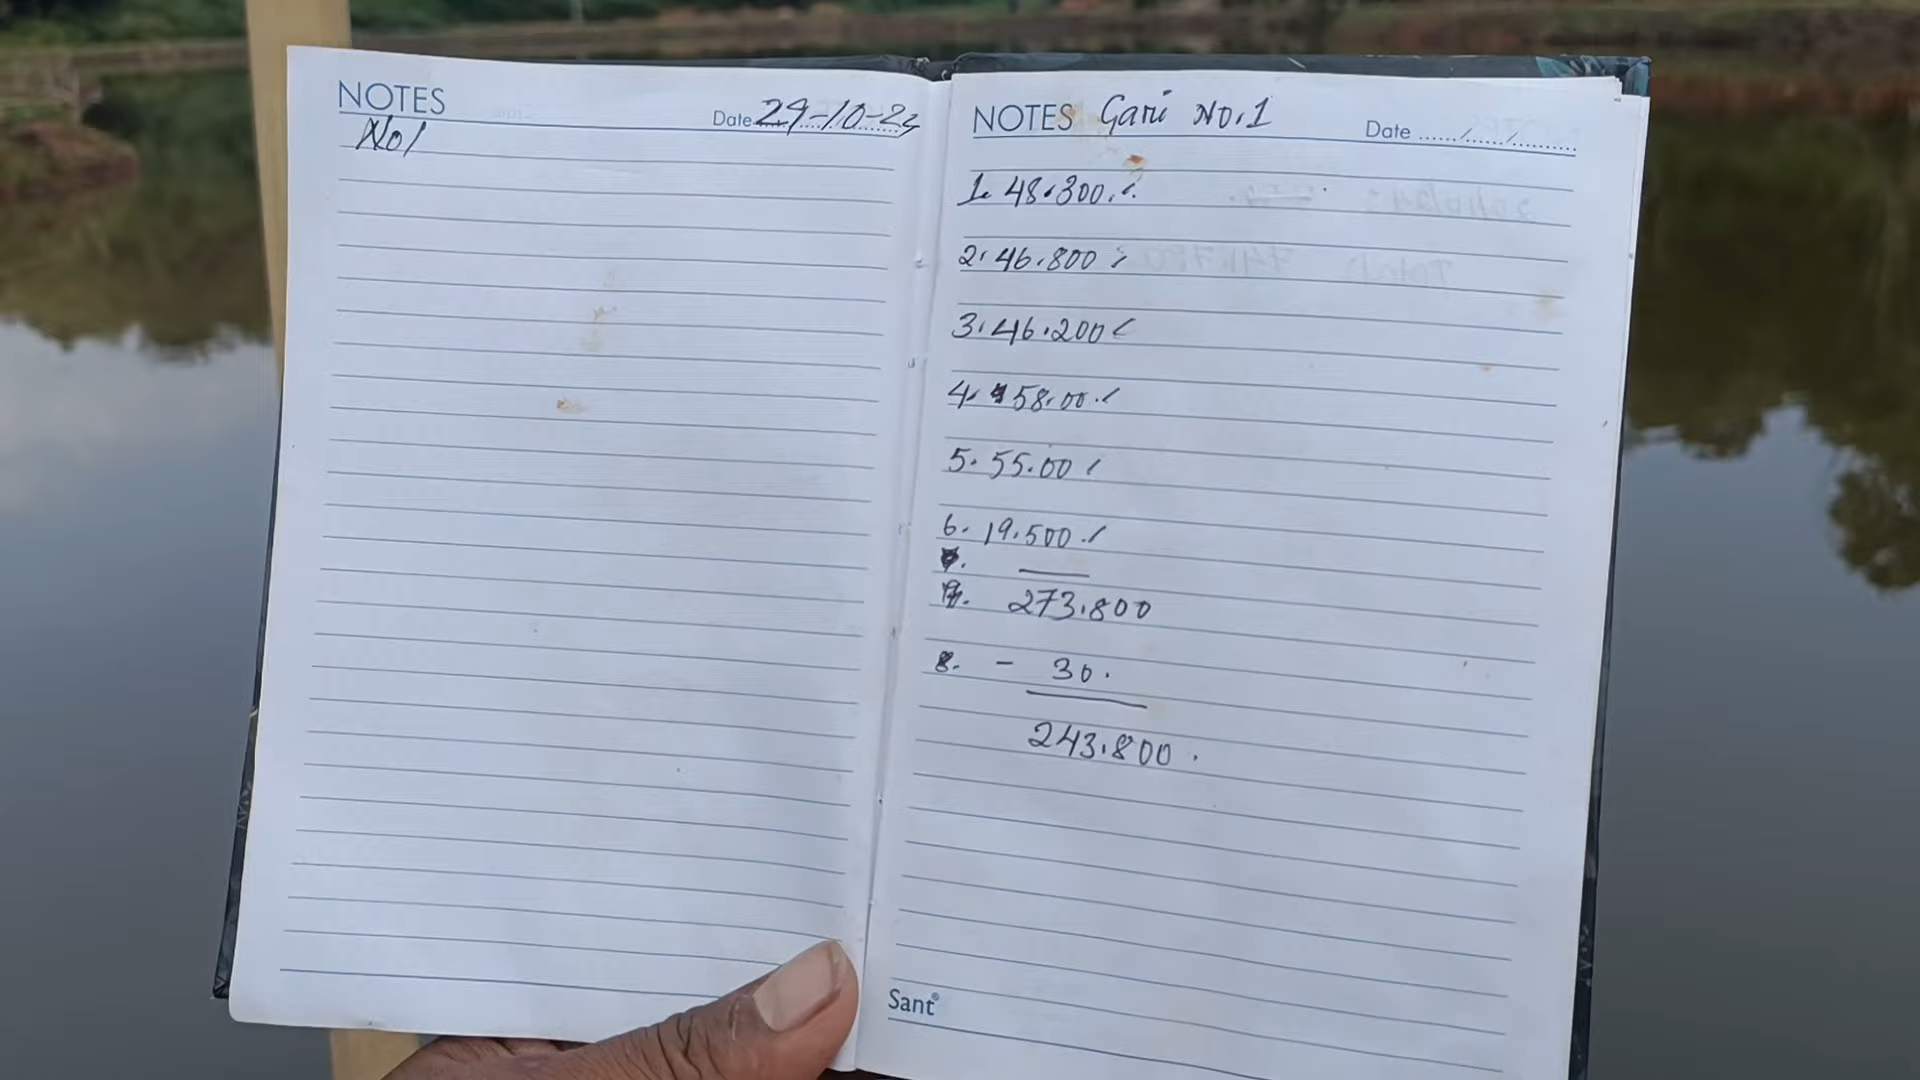 NOTES
Date 29-10-23
No1
NOTES Gari No.1
Date ...../...../..........
1. 48.300.
2. 46.800
3. 46.200
4. 58.00.
5. 55.00
6. 19.500.
273.800
8. - 30.
243.800.
Sant®